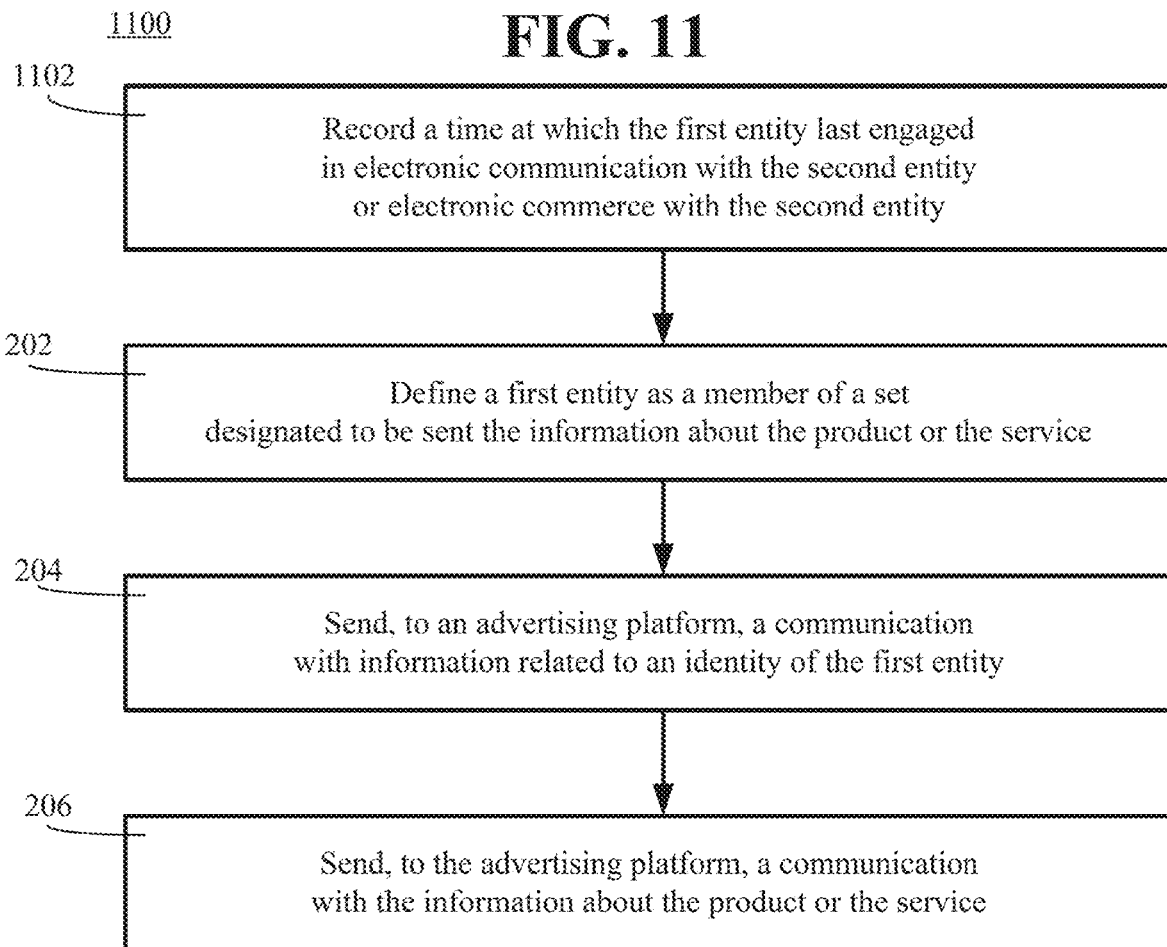 1100
FIG. 11
1102
Record a time at which the first entity last engaged
in electronic communication with the second entity
or electronic commerce with the second entity
202
Define a first entity as a member of a set
designated to be sent the information about the product or the service
204
Send, to an advertising platform, a communication
with information related to an identity of the first entity
206
Send, to the advertising platform, a communication
with the information about the product or the service